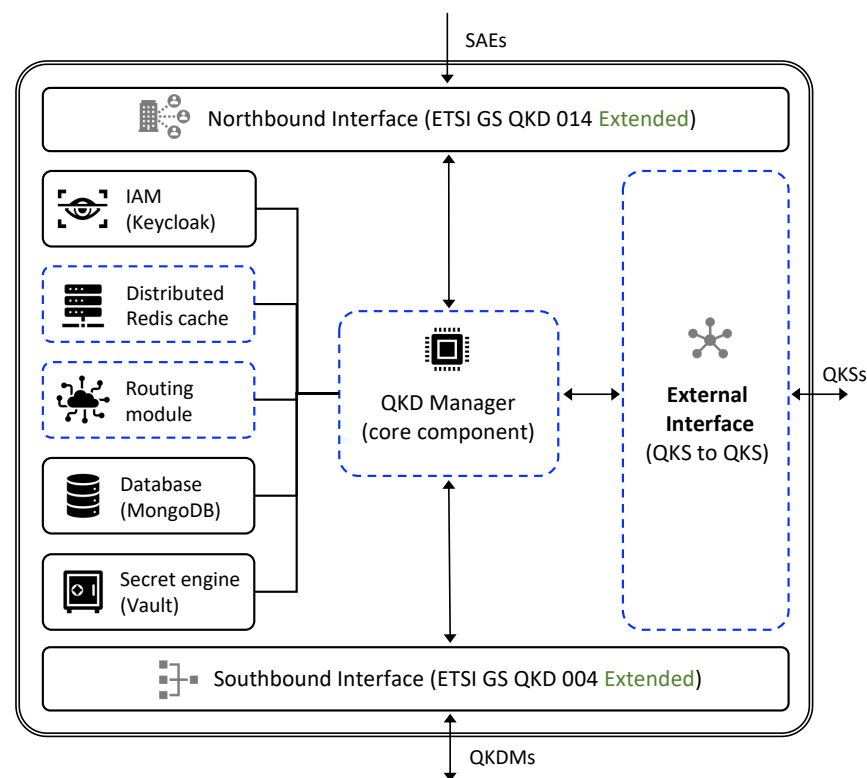 SAEs
Northbound Interface (ETSI GS QKD 014 Extended)
IAM
(Keycloak)
Distributed
Redis cache
Routing
module
Database
(MongoDB)
Secret engine
(Vault)
QKD Manager
(core component)
External
Interface
(QKS to QKS)
QKSs
Southbound Interface (ETSI GS QKD 004 Extended)
QKDMs